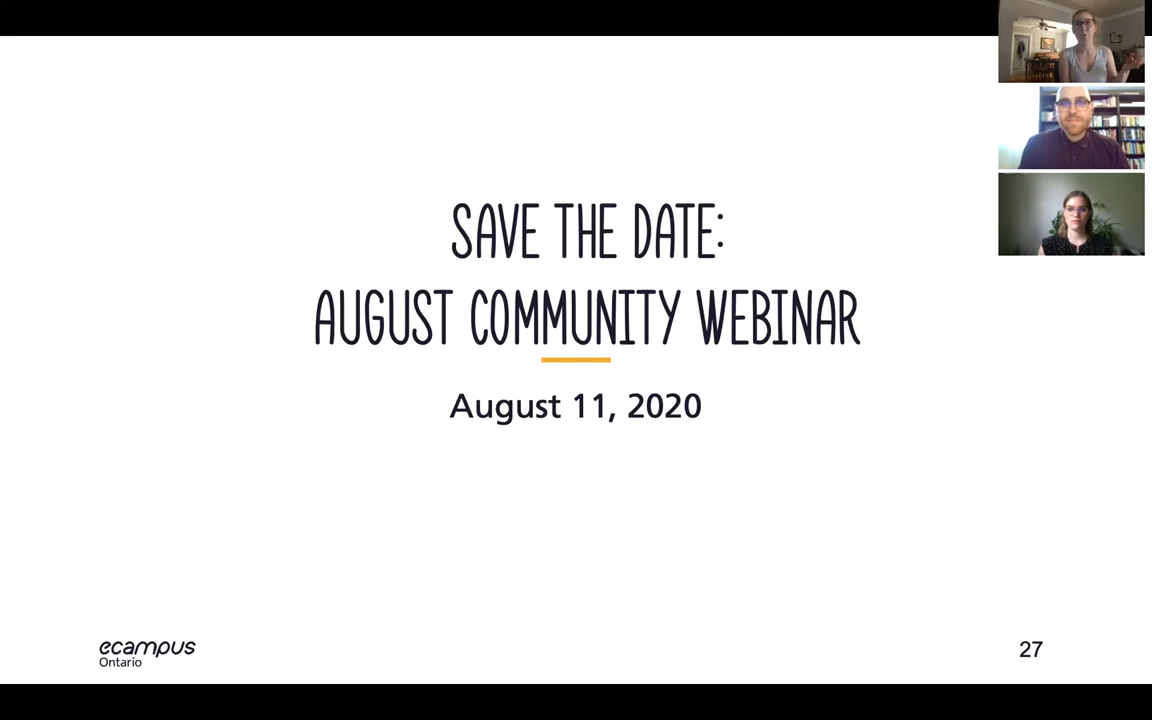 SAVE THE DATE:
AUGUST COMMUNITY WEBINAR
August 11, 2020
ecampus
Ontario
27